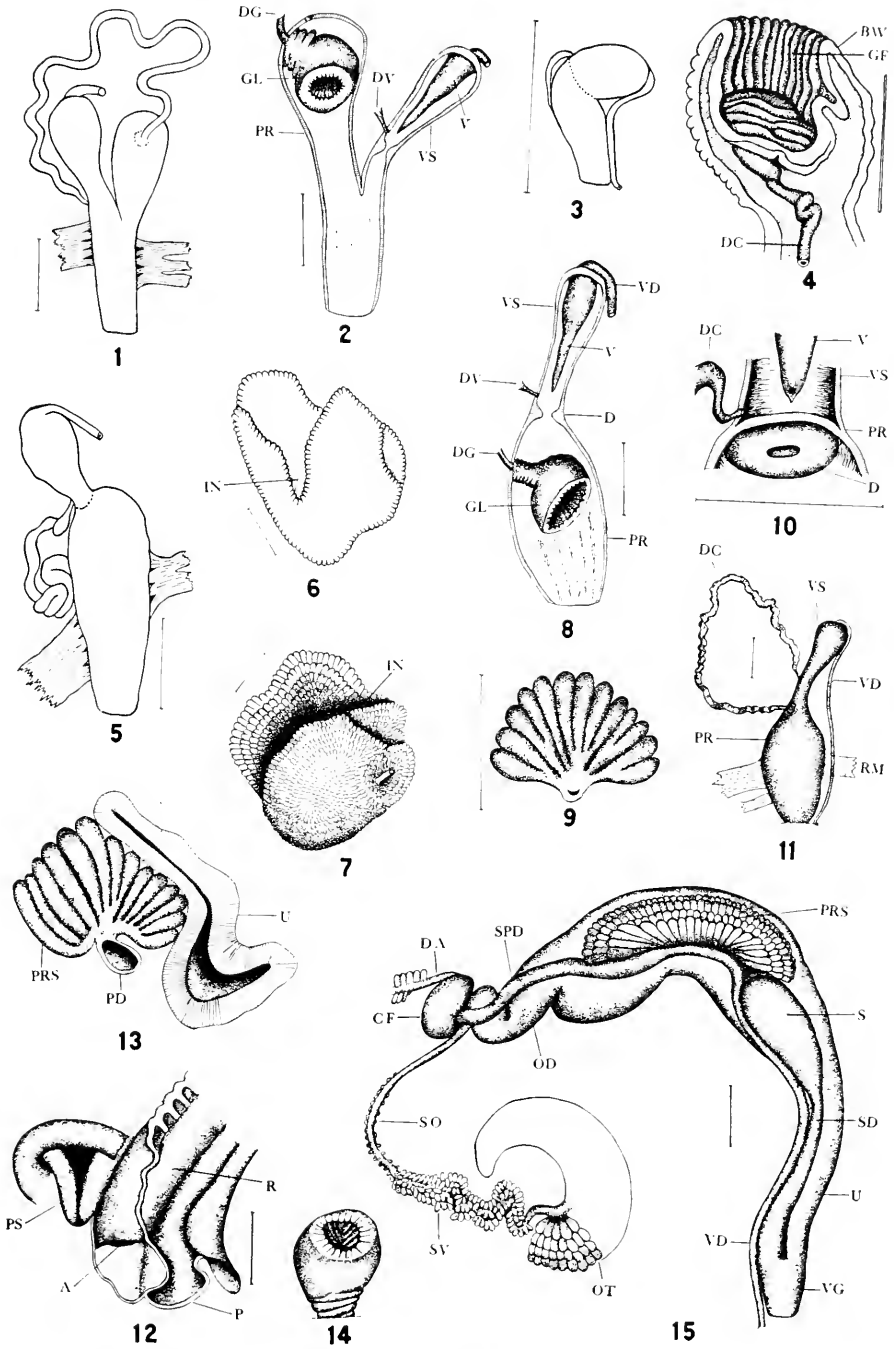 DG
GL
PR
DV
V
VS
BW
GF
DC
1
2
3
4
VS
VD
V
DV
D
DG
GL
PR
DC
V
VS
PR
D
IN
5
6
8
10
IN
7
9
DC
VS
VD
PR
RM
11
U
PRS
PD
13
PRS
SPD
DA
CF
OD
S
SD
SO
U
SV
VD
OT
VG
PS
R
A
P
12
14
15